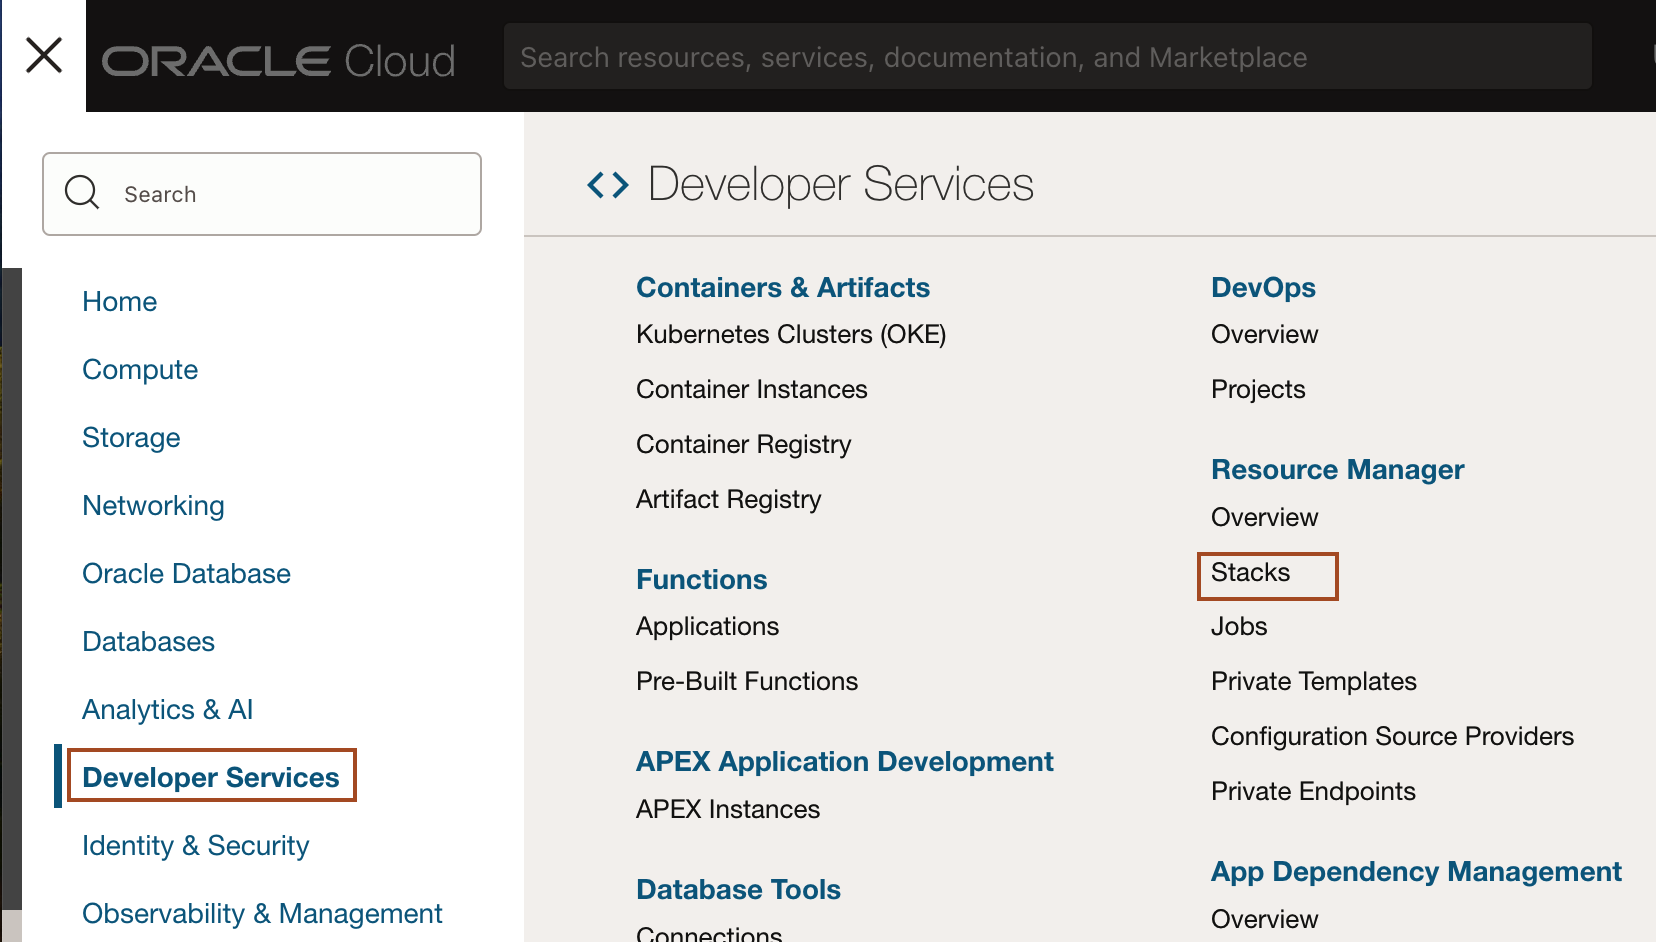 ORACLE Cloud
Search resources, services, documentation, and Marketplace
Search
Home
Compute
Storage
Networking
Oracle Database
Databases
Analytics & AI
Developer Services
Identity & Security
Observability & Management
Developer Services
Containers & Artifacts
Kubernetes Clusters (OKE)
Container Instances
Container Registry
Artifact Registry
Functions
Applications
Pre-Built Functions
APEX Application Development
APEX Instances
Database Tools
Connections
DevOps
Overview
Projects
Resource Manager
Overview
Stacks
Jobs
Private Templates
Configuration Source Providers
Private Endpoints
App Dependency Management
Overview